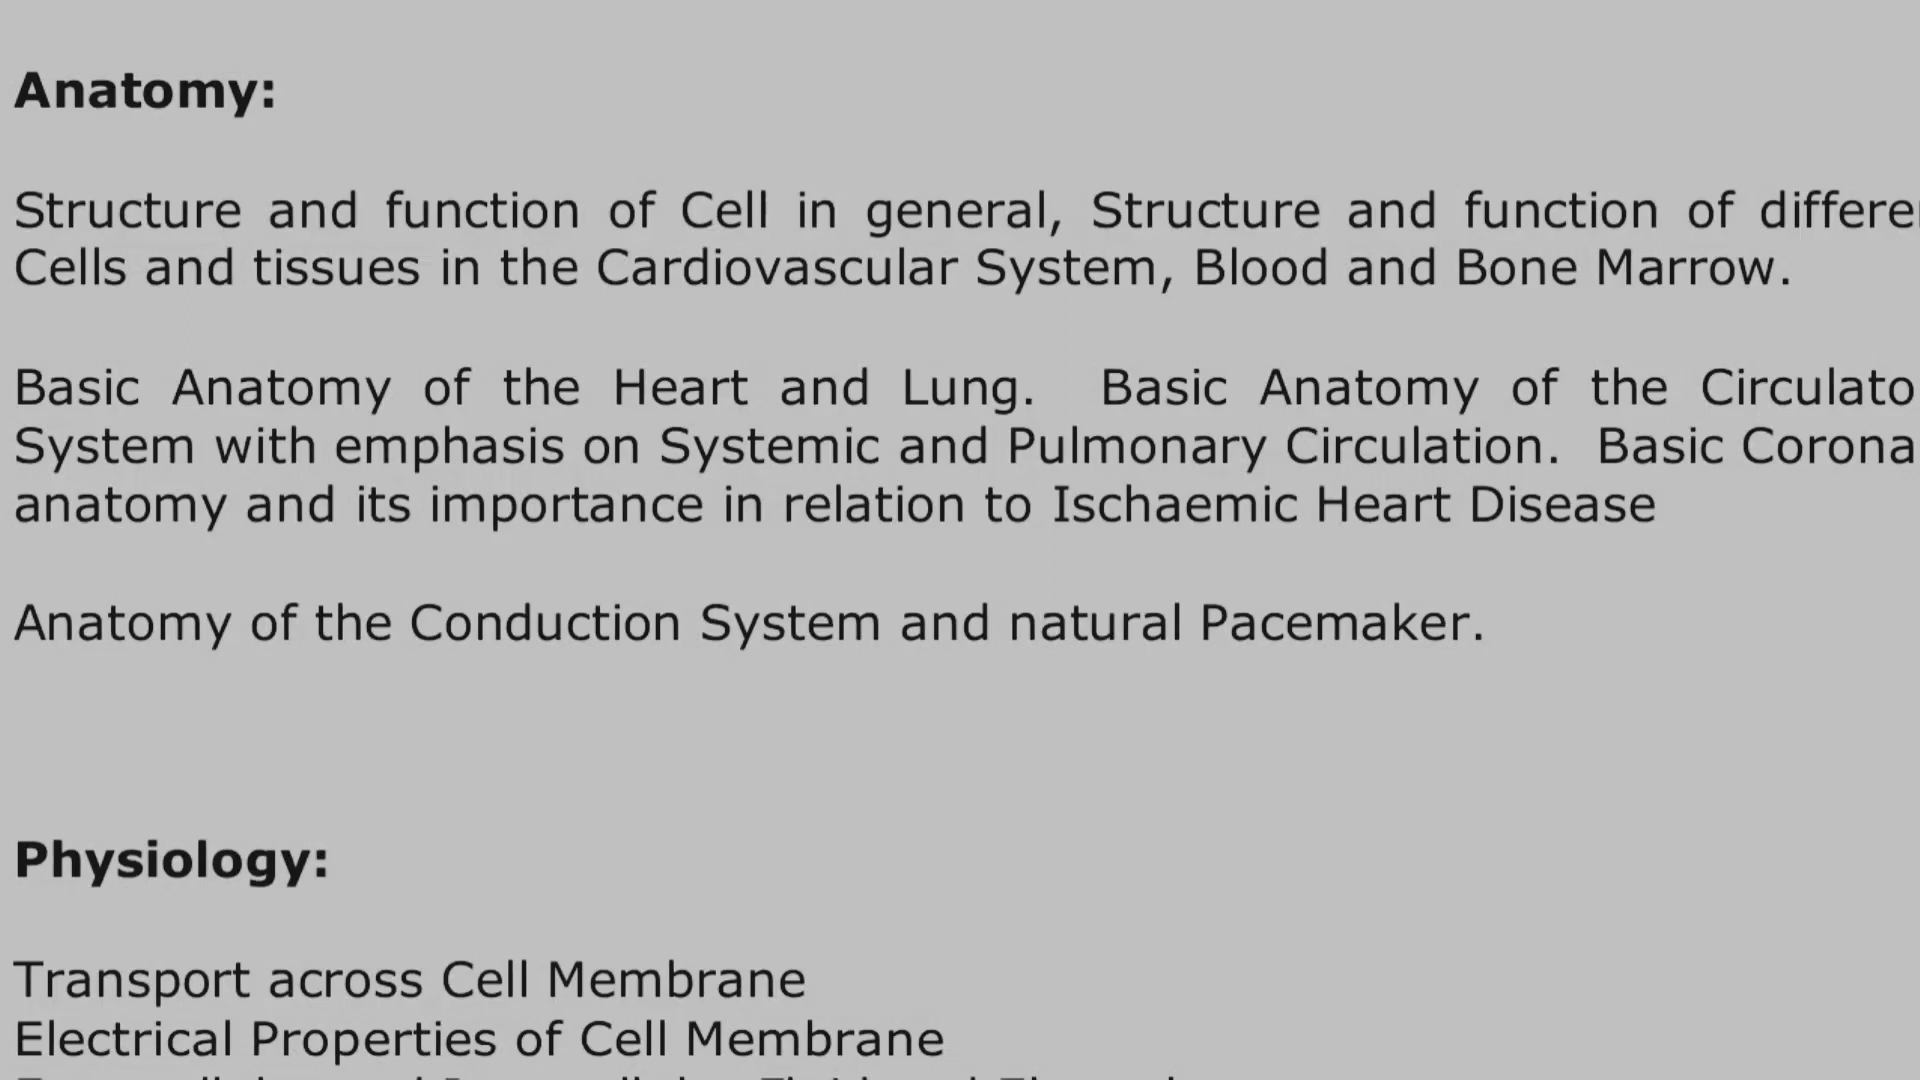 Anatomy:
Structure and function of Cell in general, Structure and function of
Cells and tissues in the Cardiovascular System, Blood and Bone Marrow.
Basic Anatomy of the Heart and Lung. Basic Anatomy of the
System with emphasis on Systemic and Pulmonary Circulation. Basic
anatomy and its importance in relation to Ischaemic Heart Disease
Anatomy of the Conduction System and natural Pacemaker.
Physiology:
Transport across Cell Membrane
Electrical Properties of Cell Membrane